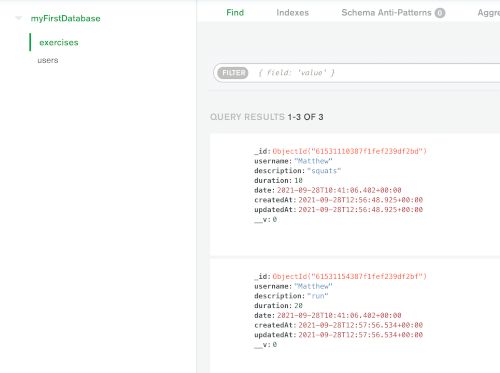 myFirstDatabase
exercises
users
Find Indexes Schema Anti-Patterns 0 Aggre
FILTER { field: 'value' }
QUERY RESULTS 1-3 OF 3
_id: ObjectId("61531110387f1fef239df2bd")
username: "Matthew"
description: "squats"
duration: 10
date: 2021-09-28T10:41:06.402+00:00
createdAt: 2021-09-28T12:56:48.925+00:00
updatedAt: 2021-09-28T12:56:48.925+00:00
__v: 0
_id: ObjectId("61531154387f1fef239df2bf")
username: "Matthew"
description: "run"
duration: 20
date: 2021-09-28T10:41:06.402+00:00
createdAt: 2021-09-28T12:57:56.534+00:00
updatedAt: 2021-09-28T12:57:56.534+00:00
__v: 0